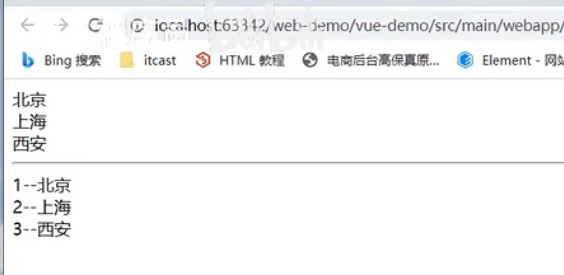 localhost:63342/web-demo/vue-demo/src/main/webapp/
Bing 搜索 itcast HTML 教程 电商后台高保真原... Element - 网站
北京
上海
西安
1--北京
2--上海
3--西安